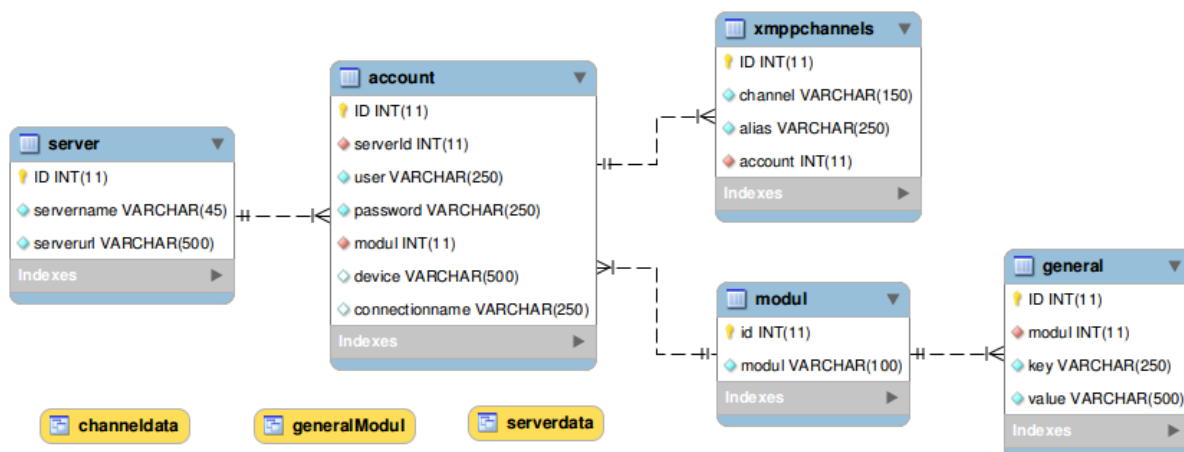 server
ID INT(11)
servername VARCHAR(45)
serverurl VARCHAR(500)
Indexes
account
ID INT(11)
serverId INT(11)
user VARCHAR(250)
password VARCHAR(250)
modul INT(11)
device VARCHAR(500)
connectionname VARCHAR(250)
Indexes
xmppchannels
ID INT(11)
channel VARCHAR(150)
alias VARCHAR(250)
account INT(11)
Indexes
modul
id INT(11)
modul VARCHAR(100)
Indexes
general
ID INT(11)
modul INT(11)
key VARCHAR(250)
value VARCHAR(500)
Indexes
channeldata
generalModul
serverdata